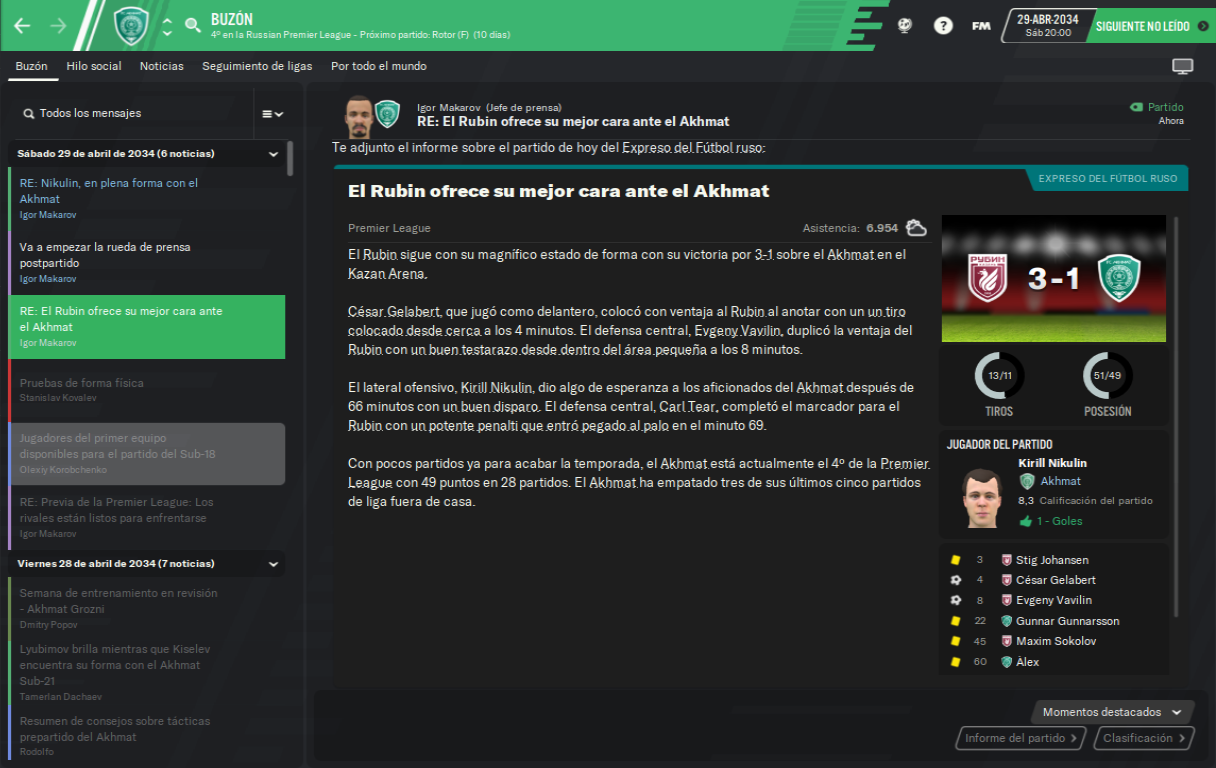 BUZÓN
4º en la Russian Premier League - Próximo partido: Rotor (F) (10 días)
?
FM
29-ABR-2034
Sáb 20:00
SIGUIENTE NO LEÍDO
Buzón
Hilo social
Noticias
Seguimiento de ligas
Por todo el mundo
Todos los mensajes
Sábado 29 de abril de 2034 (6 noticias)
RE: Nikulin, en plena forma con el
Akhmat
Igor Makarov
Va a empezar la rueda de prensa
postpartido
Igor Makarov
RE: El Rubin ofrece su mejor cara ante
el Akhmat
Igor Makarov
Pruebas de forma física
Stanislav Kovalev
Jugadores del primer equipo
disponibles para el partido del Sub-18
Olexiy Korobchenko
RE: Previa de la Premier League: Los
rivales están listos para enfrentarse
Igor Makarov
Viernes 28 de abril de 2034 (7 noticias)
Semana de entrenamiento en revisión
- Akhmat Grozni
Dmitry Popov
Lyubimov brilla mientras que Kiselev
encuentra su forma con el Akhmat
Sub-21
Tamerlan Dachaev
Resumen de consejos sobre tácticas
prepartido del Akhmat
Rodolfo
Igor Makarov (Jefe de prensa)
RE: El Rubin ofrece su mejor cara ante el Akhmat
Partido
Ahora
Te adjunto el informe sobre el partido de hoy del Expreso del Fútbol ruso:
EXPRESO DEL FÚTBOL RUSO
El Rubin ofrece su mejor cara ante el Akhmat
Premier League
Asistencia: 6.954
El Rubin sigue con su magnífico estado de forma con su victoria por 3-1 sobre el Akhmat en el
Kazan Arena.
César Gelabert, que jugó como delantero, colocó con ventaja al Rubin al anotar con un un tiro
colocado desde cerca a los 4 minutos. El defensa central, Evgeny Vavilin, duplicó la ventaja del
Rubin con un buen testarazo desde dentro del área pequeña a los 8 minutos.
El lateral ofensivo, Kirill Nikulin, dio algo de esperanza a los aficionados del Akhmat después de
66 minutos con un buen disparo. El defensa central, Carl Tear, completó el marcador para el
Rubin con un potente penalti que entró pegado al palo en el minuto 69.
Con pocos partidos ya para acabar la temporada, el Akhmat está actualmente el 4º de la Premier
League con 49 puntos en 28 partidos. El Akhmat ha empatado tres de sus últimos cinco partidos
de liga fuera de casa.
РУБИН
3-1
13/11
TIROS
51/49
POSESIÓN
JUGADOR DEL PARTIDO
Kirill Nikulin
Akhmat
8,3 Calificación del partido
1 - Goles
3 Stig Johansen
4 César Gelabert
8 Evgeny Vavilin
22 Gunnar Gunnarsson
45 Maxim Sokolov
60 Àlex
Momentos destacados
Informe del partido
Clasificación